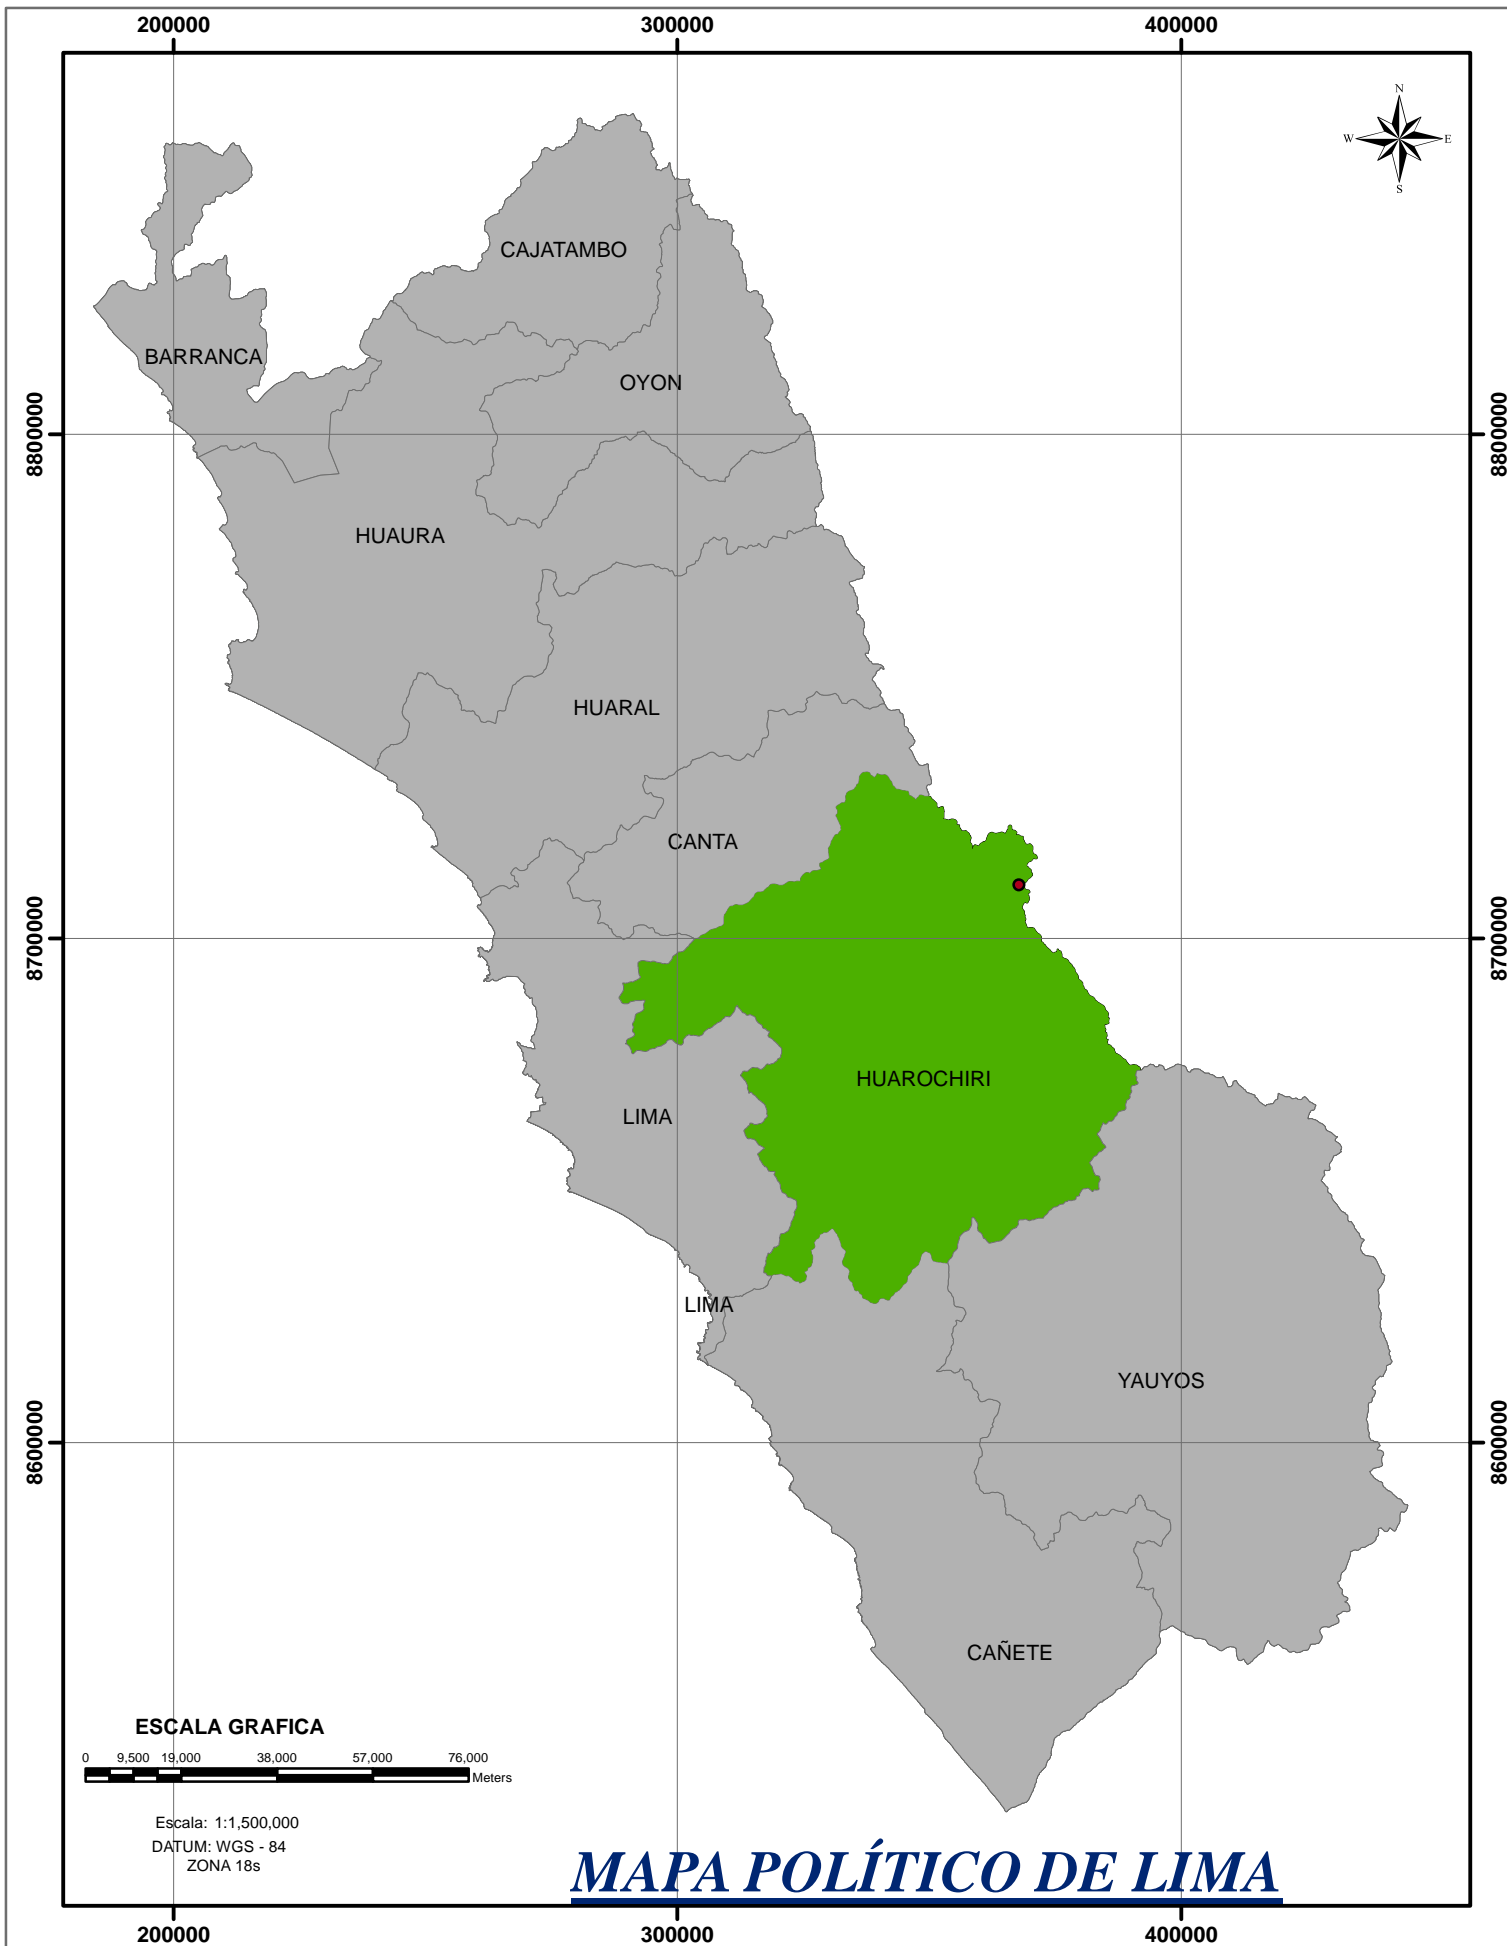 200000 300000 400000
N
W E
S
CAJATAMBO
BARRANCA
OYON
8800000 8800000
HUAURA
HUARAL
CANTA
8700000 8700000
HUAROCHIRI
LIMA
LIMA
YAUYOS
8600000 8600000
CAÑETE
ESCALA GRAFICA
0 9,500 19,000 38,000 57,000 76,000
Meters
Escala: 1:1,500,000
DATUM: WGS - 84
ZONA 18s
MAPA POLÍTICO DE LIMA
200000 300000 400000